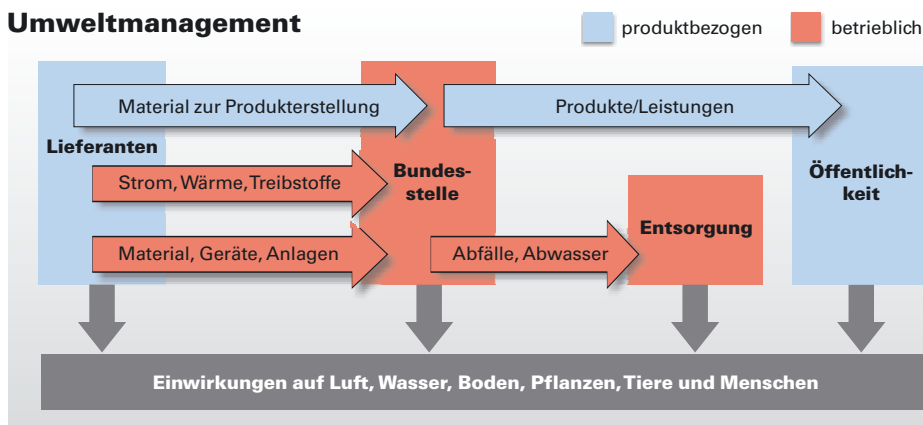 Umweltmanagement
produktbezogen
betrieblich
Material zur Produkterstellung
Produkte/Leistungen
Lieferanten
Strom, Wärme, Treibstoffe
Bundes-
stelle
Öffentlich-
keit
Entsorgung
Material, Geräte, Anlagen
Abfälle, Abwasser
Einwirkungen auf Luft, Wasser, Boden, Pflanzen, Tiere und Menschen